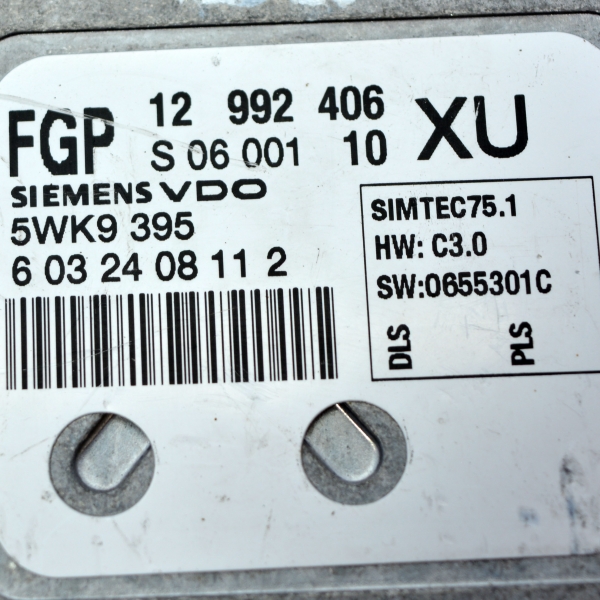 FGP 12 992 406 XU
S 06 001 10
SIEMENS VDO
5WK9 395
6 03 24 08 11 2
SIMTEC75.1
HW: C3.0
SW:0655301C
DLS PLS